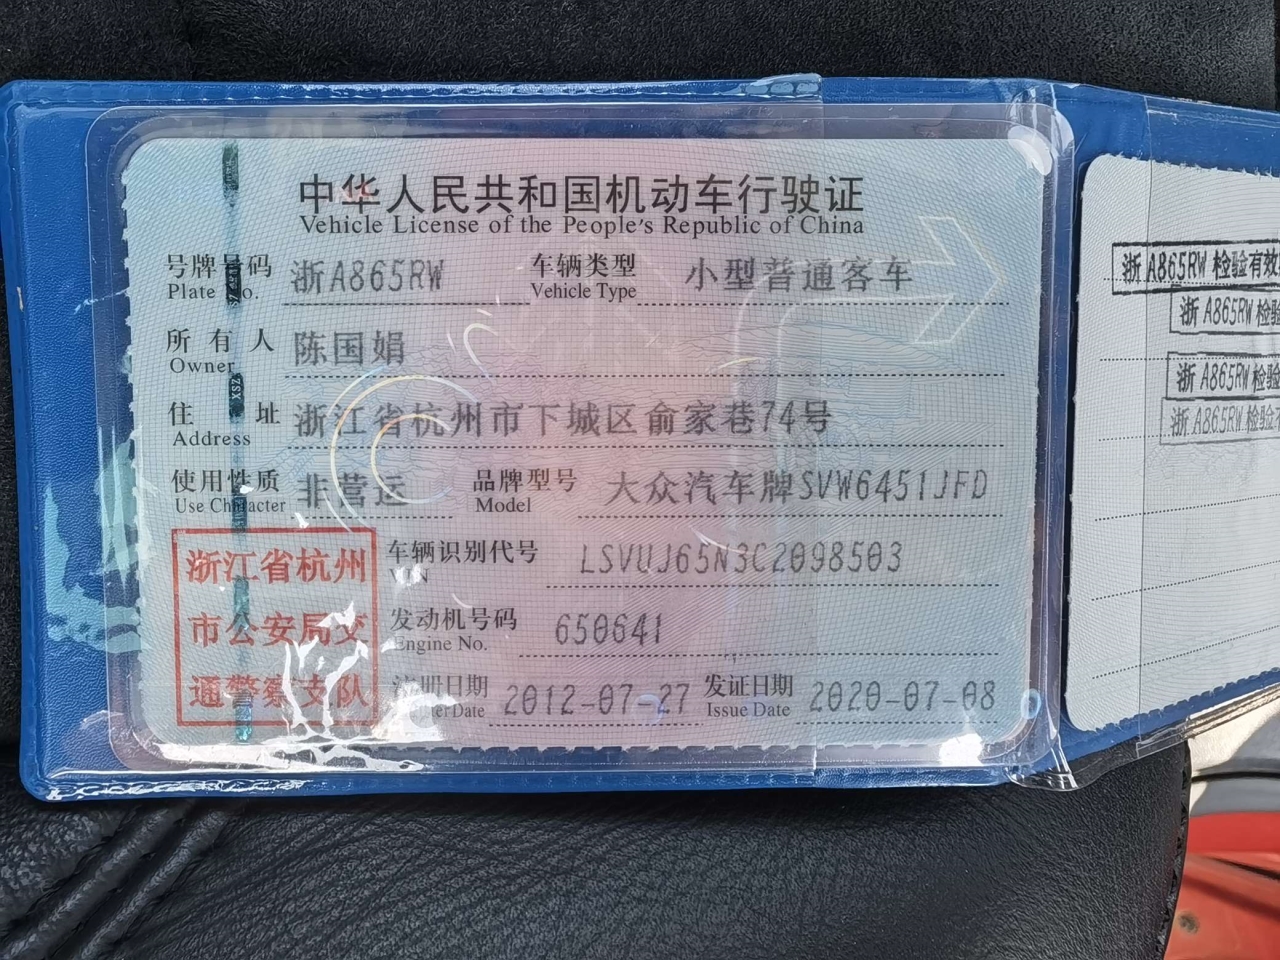 中华人民共和国机动车行驶证
Vehicle License of the People's Republic of China
号牌号码 浙A865RW 车辆类型 小型普通客车
Plate No. Vehicle Type
所有人 陈国娟
Owner
住址 浙江省杭州市下城区俞家巷74号
Address
使用性质 非营运 品牌型号 大众汽车牌SVW6451JFD
Use Character Model
车辆识别代号 LSVUJ65N3C2098503
VIN
发动机号码 650641
Engine No.
注册日期 2012-07-27 发证日期 2020-07-08
Date Issue Date
浙江省杭州
市公安局交
通警察支队
XSZ
浙A865RW 检验有效
浙A865RW 检验
浙A865RW 检验
浙A865RW 检验